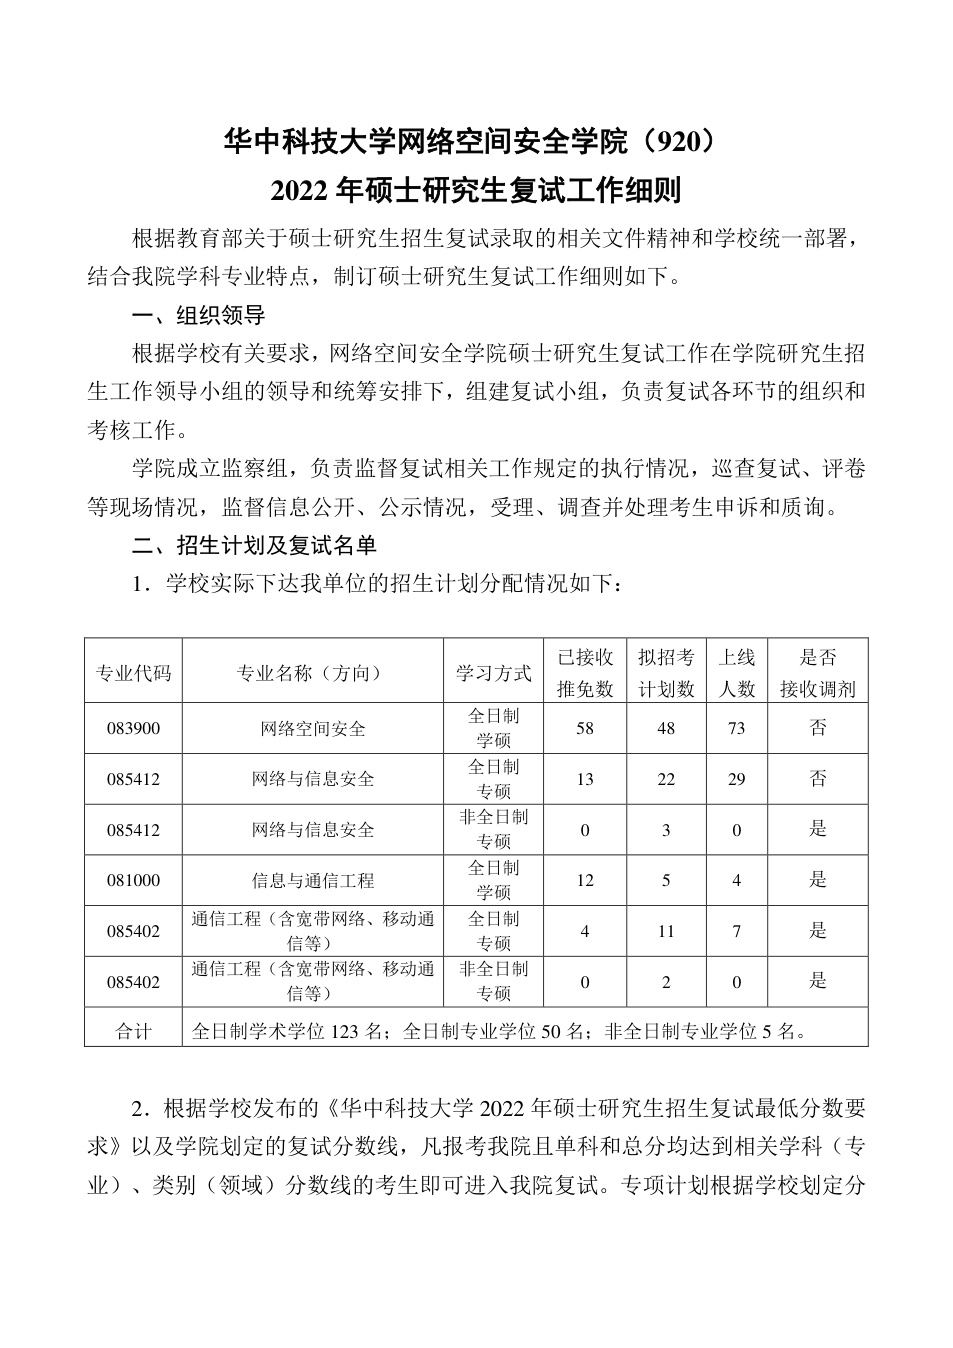 华中科技大学网络空间安全学院（920）
2022 年硕士研究生复试工作细则
根据教育部关于硕士研究生招生复试录取的相关文件精神和学校统一部署，
结合我院学科专业特点，制订硕士研究生复试工作细则如下。
一、组织领导
根据学校有关要求，网络空间安全学院硕士研究生复试工作在学院研究生招
生工作领导小组的领导和统筹安排下，组建复试小组，负责复试各环节的组织和
考核工作。
学院成立监察组，负责监督复试相关工作规定的执行情况，巡查复试、评卷
等现场情况，监督信息公开、公示情况，受理、调查并处理考生申诉和质询。
二、招生计划及复试名单
1．学校实际下达我单位的招生计划分配情况如下：
专业代码 专业名称（方向） 学习方式 已接收 推免数 拟招考 计划数 上线 人数 是否 接收调剂
083900 网络空间安全 全日制 学硕 58 48 73 否
085412 网络与信息安全 全日制 专硕 13 22 29 否
085412 网络与信息安全 非全日制 专硕 0 3 0 是
081000 信息与通信工程 全日制 学硕 12 5 4 是
085402 通信工程（含宽带网络、移动通 信等） 全日制 专硕 4 11 7 是
085402 通信工程（含宽带网络、移动通 信等） 非全日制 专硕 0 2 0 是
合计 全日制学术学位 123 名；全日制专业学位 50 名；非全日制专业学位 5 名。
2．根据学校发布的《华中科技大学 2022 年硕士研究生招生复试最低分数要
求》以及学院划定的复试分数线，凡报考我院且单科和总分均达到相关学科（专
业）、类别（领域）分数线的考生即可进入我院复试。专项计划根据学校划定分